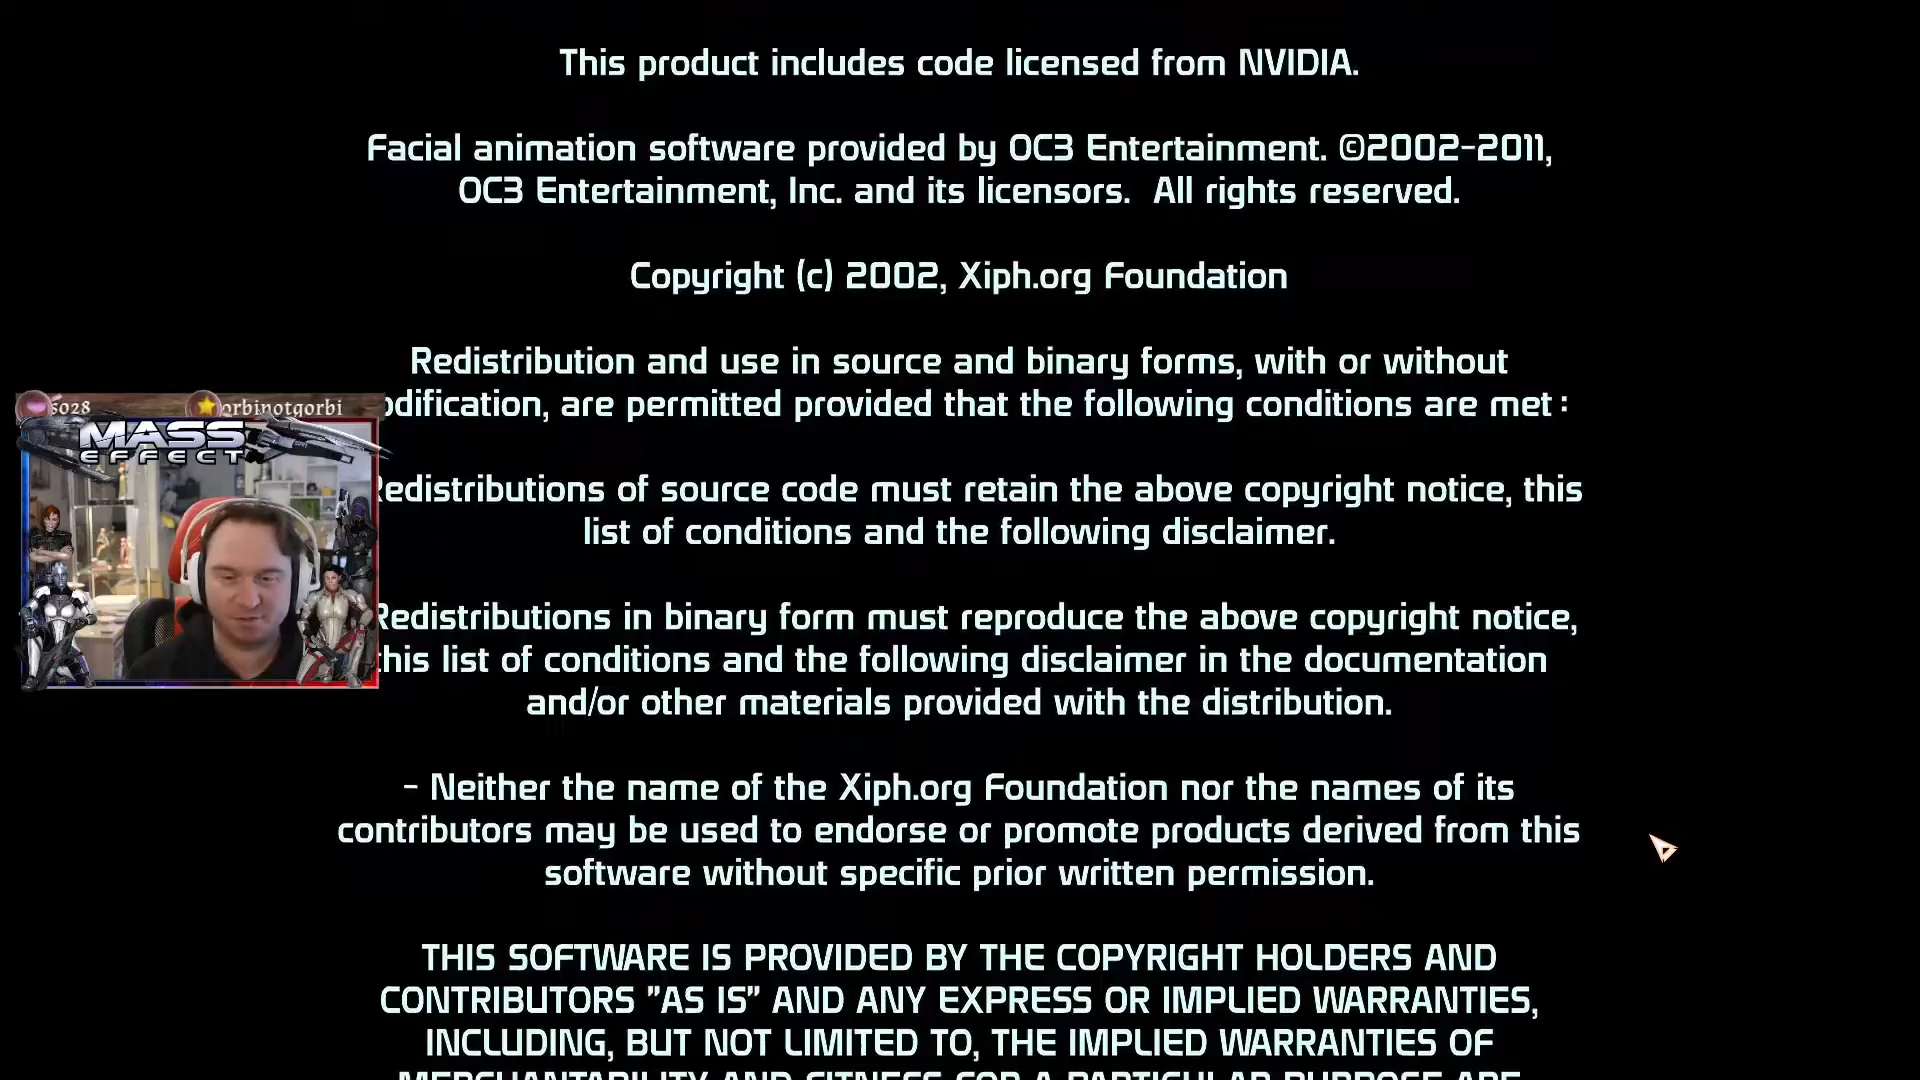 This product includes code licensed from NVIDIA.
Facial animation software provided by OC3 Entertainment. ©2002-2011,
OC3 Entertainment, Inc. and its licensors. All rights reserved.
Copyright (c) 2002, Xiph.org Foundation
Redistribution and use in source and binary forms, with or without
odification, are permitted provided that the following conditions are met:
6028
orbinotgorbi
MASS
EFFECT
edistributions of source code must retain the above copyright notice, this
list of conditions and the following disclaimer.
Redistributions in binary form must reproduce the above copyright notice,
this list of conditions and the following disclaimer in the documentation
and/or other materials provided with the distribution.
- Neither the name of the Xiph.org Foundation nor the names of its
contributors may be used to endorse or promote products derived from this
software without specific prior written permission.
THIS SOFTWARE IS PROVIDED BY THE COPYRIGHT HOLDERS AND
CONTRIBUTORS "AS IS" AND ANY EXPRESS OR IMPLIED WARRANTIES,
INCLUDING, BUT NOT LIMITED TO, THE IMPLIED WARRANTIES OF
MERCHANTABILITY AND FITNESS FOR A PARTICULAR PURPOSE ARE